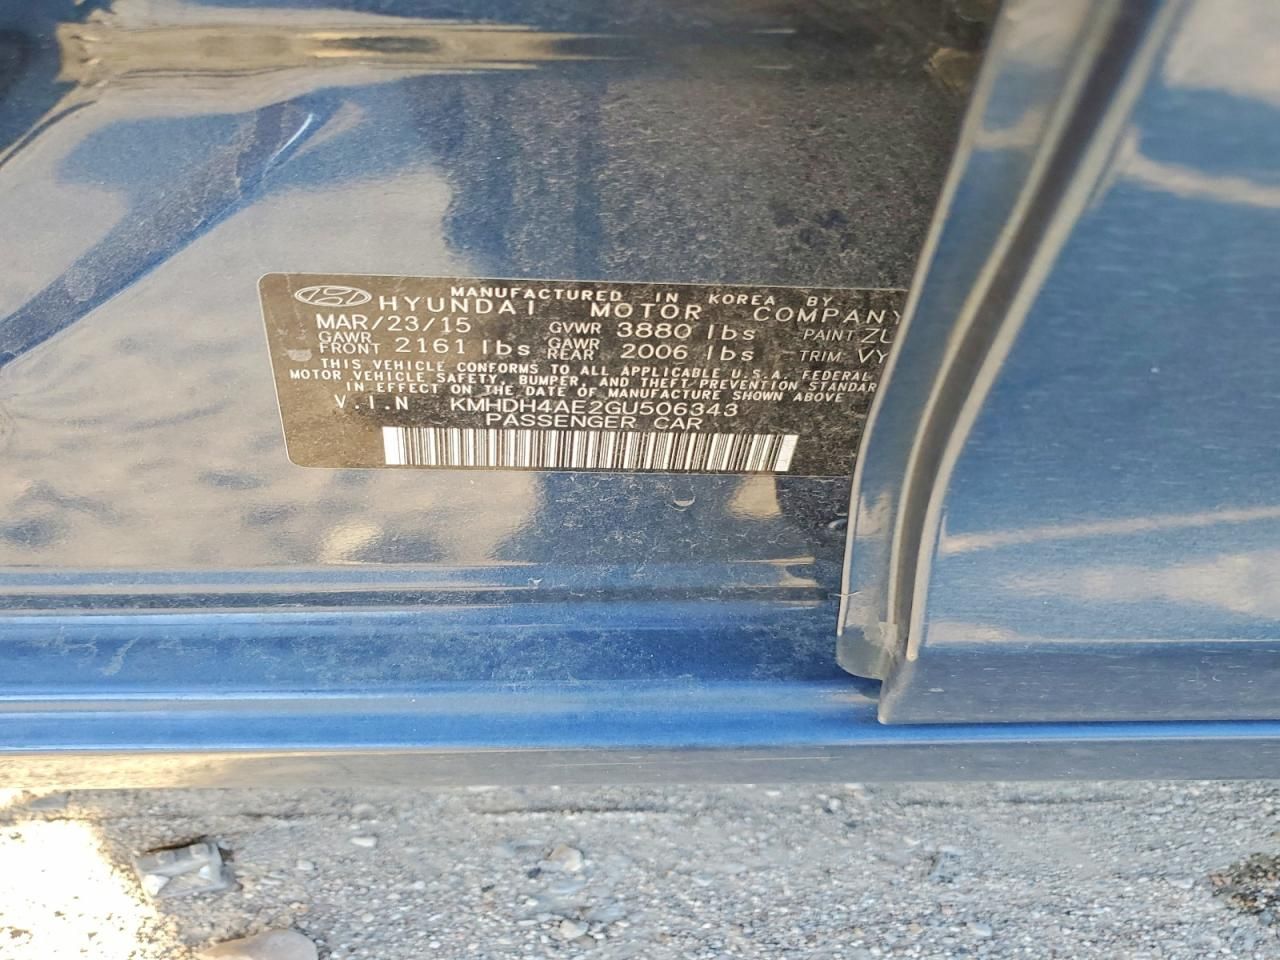 MANUFACTURED IN KOREA BY
HYUNDAI MOTOR COMPANY
MAR/23/15 GVWR 3880 lbs PAINT ZU
GAWR FRONT 2161 lbs GAWR REAR 2006 lbs TRIM VY
THIS VEHICLE CONFORMS TO ALL APPLICABLE U.S.A. FEDERAL
MOTOR VEHICLE SAFETY, BUMPER, AND THEFT PREVENTION STANDAR
IN EFFECT ON THE DATE OF MANUFACTURE SHOWN ABOVE
V.I.N KMHDH4AE2GU506343
PASSENGER CAR